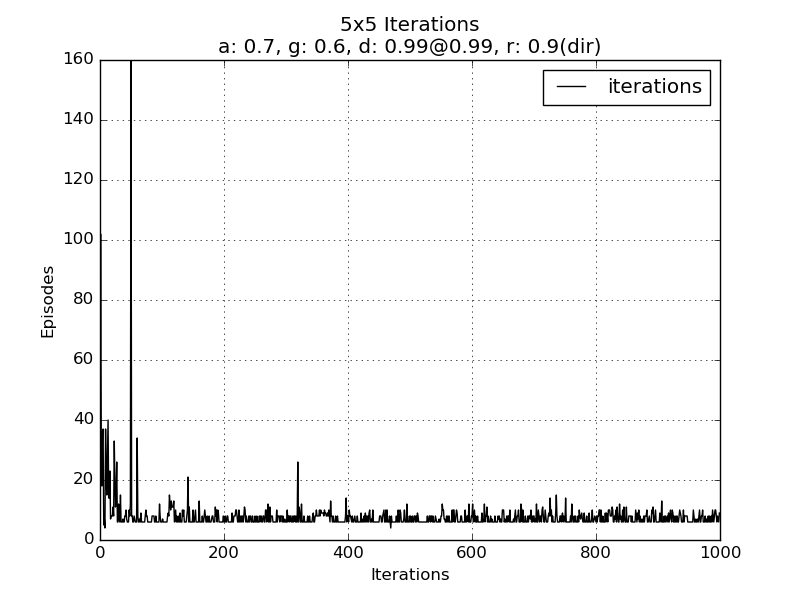 5x5 Iterations
a: 0.7, g: 0.6, d: 0.99@0.99, r: 0.9(dir)
iterations
160
140
120
100
80
60
40
20
0
Episodes
0 200 400 600 800 1000
Iterations